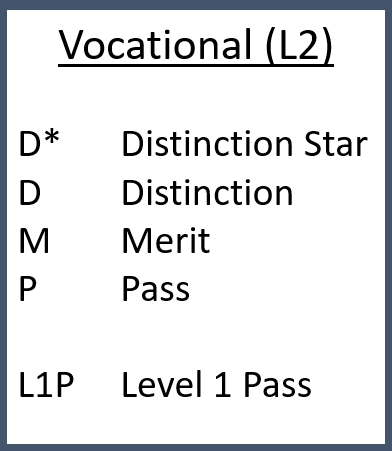 Vocational (L2)
D* Distinction Star
D Distinction
M Merit
P Pass
L1P Level 1 Pass